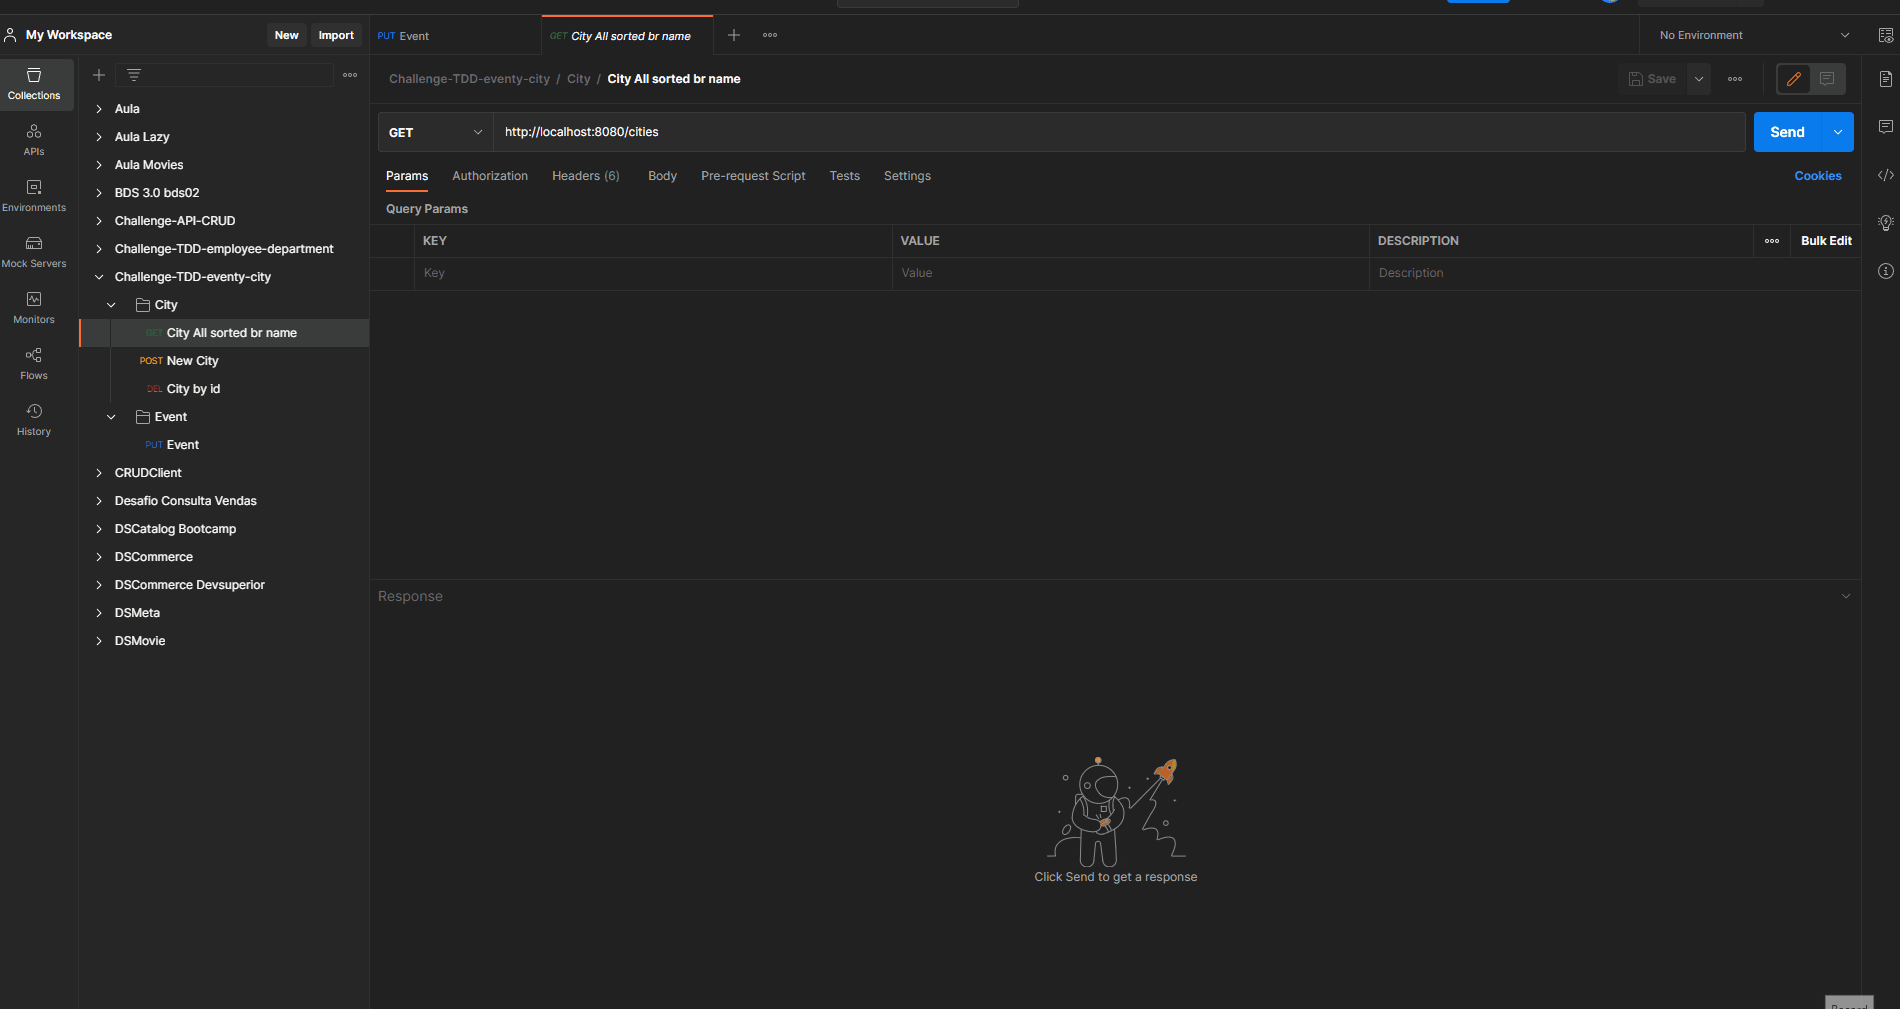 My Workspace
New
Import
PUT Event
GET City All sorted br name
No Environment
Collections
APIs
Environments
Mock Servers
Monitors
Flows
History
Aula
Aula Lazy
Aula Movies
BDS 3.0 bds02
Challenge-API-CRUD
Challenge-TDD-employee-department
Challenge-TDD-eventy-city
City
GET City All sorted br name
POST New City
DEL City by id
Event
PUT Event
CRUDClient
Desafio Consulta Vendas
DSCatalog Bootcamp
DSCommerce
DSCommerce Devsuperior
DSMeta
DSMovie
Challenge-TDD-eventy-city / City / City All sorted br name
Save
GET
http://localhost:8080/cities
Send
Params
Authorization
Headers (6)
Body
Pre-request Script
Tests
Settings
Cookies
Query Params
KEY
VALUE
DESCRIPTION
Bulk Edit
Key
Value
Description
Response
Click Send to get a response